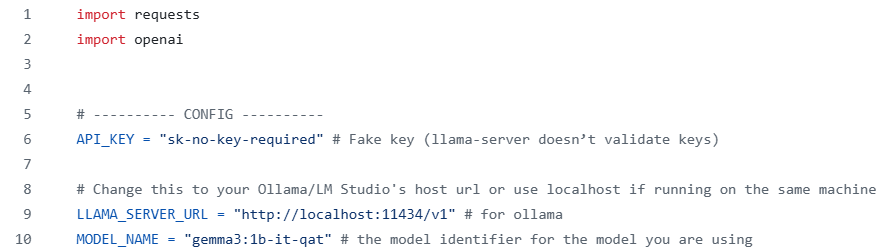 1 import requests
2 import openai
3
4
5 # ---------- CONFIG ----------
6 API_KEY = "sk-no-key-required" # Fake key (llama-server doesn’t validate keys)
7
8 # Change this to your Ollama/LM Studio's host url or use localhost if running on the same machine
9 LLAMA_SERVER_URL = "http://localhost:11434/v1" # for ollama
10 MODEL_NAME = "gemma3:1b-it-qat" # the model identifier for the model you are using